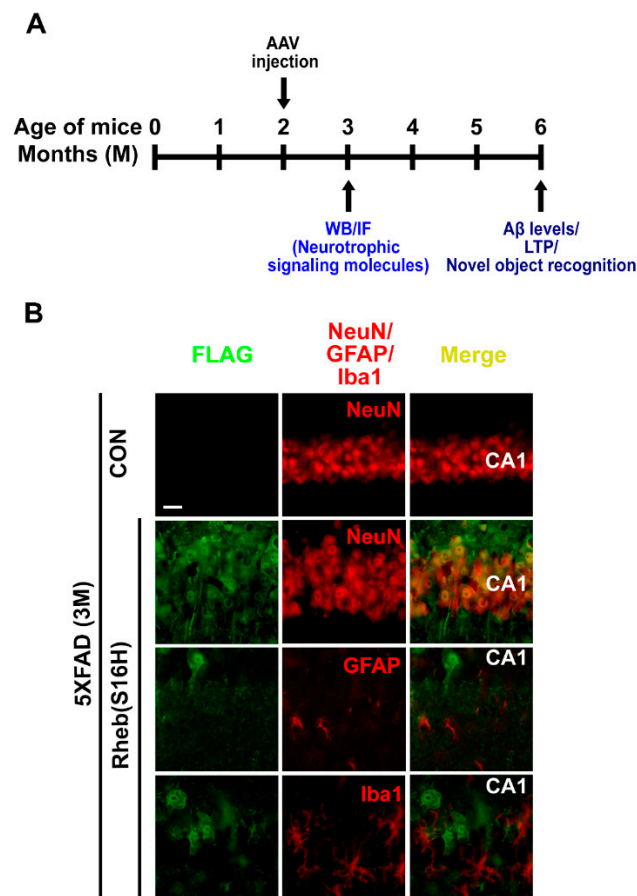 A
AAV
injection
Age of mice 0 1 2 3 4 5 6
Months (M)
WB/IF
(Neurotrophic
signaling molecules)
Aβ levels/
LTP/
Novel object recognition
B
FLAG
NeuN/
GFAP/
Iba1
Merge
5XFAD (3M)
CON
NeuN
CA1
Rheb(S16H)
NeuN
CA1
GFAP
CA1
Iba1
CA1